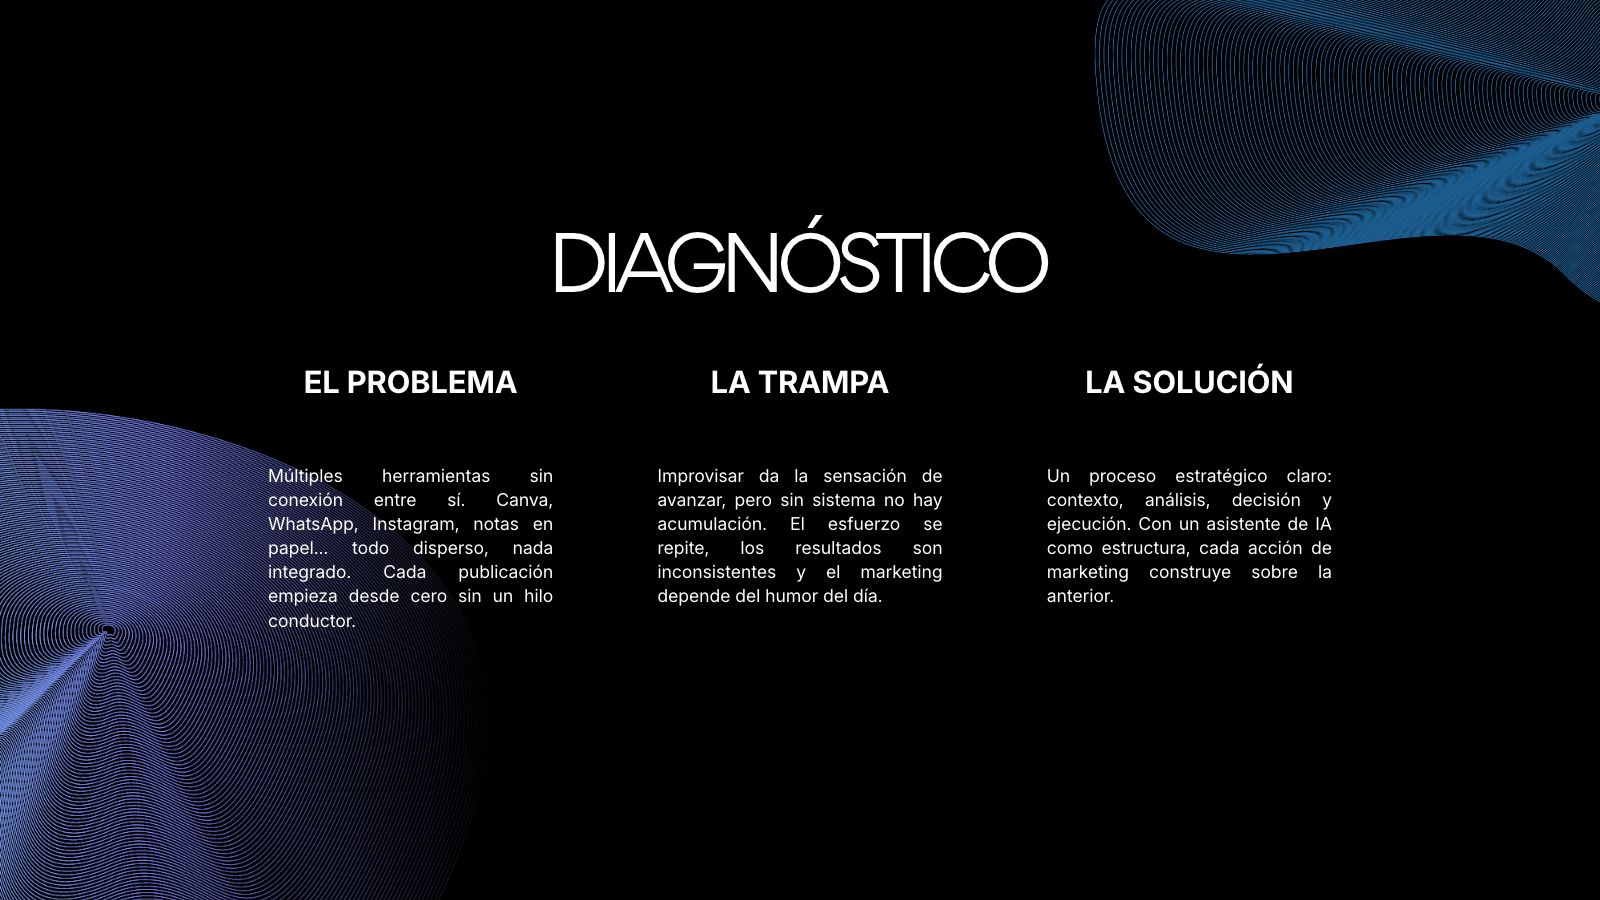 DIAGNÓSTICO
EL PROBLEMA
Múltiples herramientas sin
conexión entre sí. Canva,
WhatsApp, Instagram, notas en
papel... todo disperso, nada
integrado. Cada publicación
empieza desde cero sin un hilo
conductor.
LA TRAMPA
Improvisar da la sensación de
avanzar, pero sin sistema no hay
acumulación. El esfuerzo se
repite, los resultados son
inconsistentes y el marketing
depende del humor del día.
LA SOLUCIÓN
Un proceso estratégico claro:
contexto, análisis, decisión y
ejecución. Con un asistente de IA
como estructura, cada acción de
marketing construye sobre la
anterior.